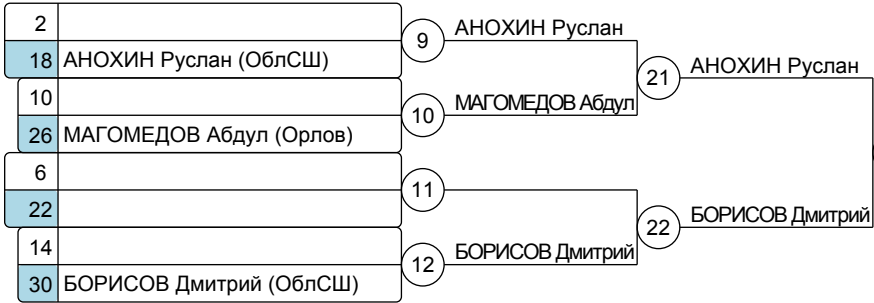 2
18 АНОХИН Руслан (ОблСШ)
9
АНОХИН Руслан
10
26 МАГОМЕДОВ Абдул (Орлов)
10
МАГОМЕДОВ Абдул
21
АНОХИН Руслан
6
22
11
14
30 БОРИСОВ Дмитрий (ОблСШ)
12
БОРИСОВ Дмитрий
22
БОРИСОВ Дмитрий